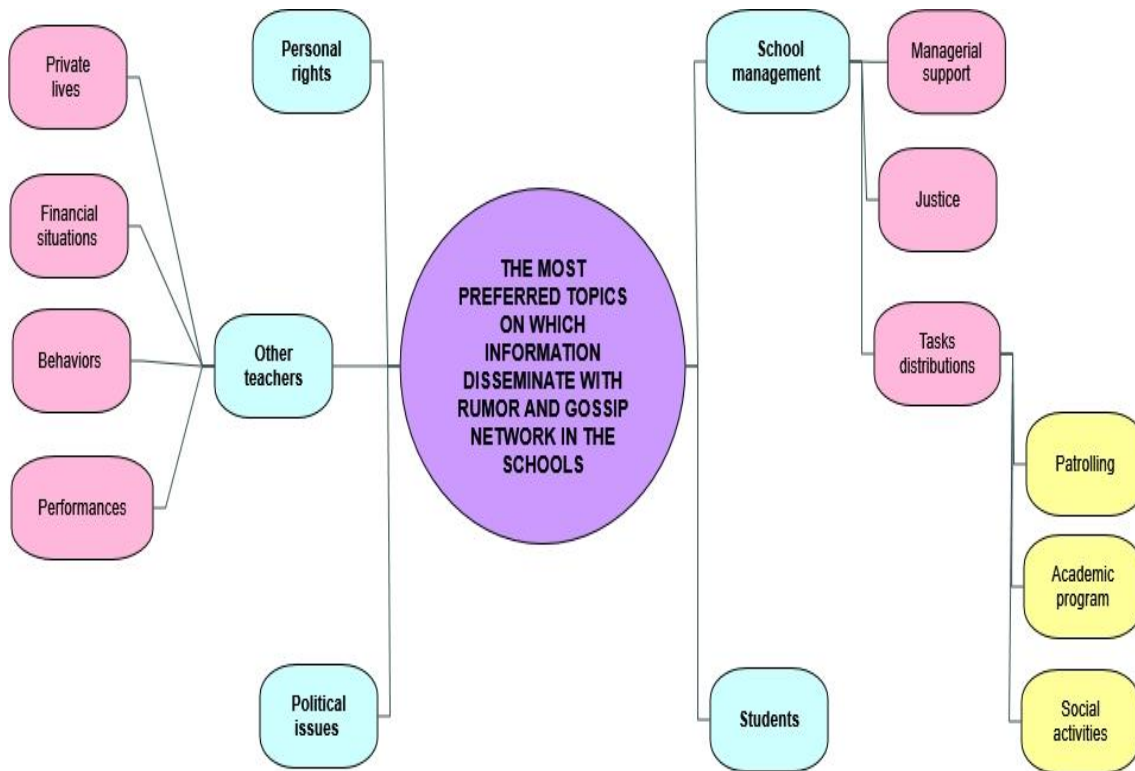 Private
lives
Financial
situations
Behaviors
Performances
Personal
rights
Other
teachers
Political
issues
THE MOST
PREFERRED TOPICS
ON WHICH
INFORMATION
DISSEMINATE WITH
RUMOR AND GOSSIP
NETWORK IN THE
SCHOOLS
School
management
Students
Managerial
support
Justice
Tasks
distributions
Patrolling
Academic
program
Social
activities